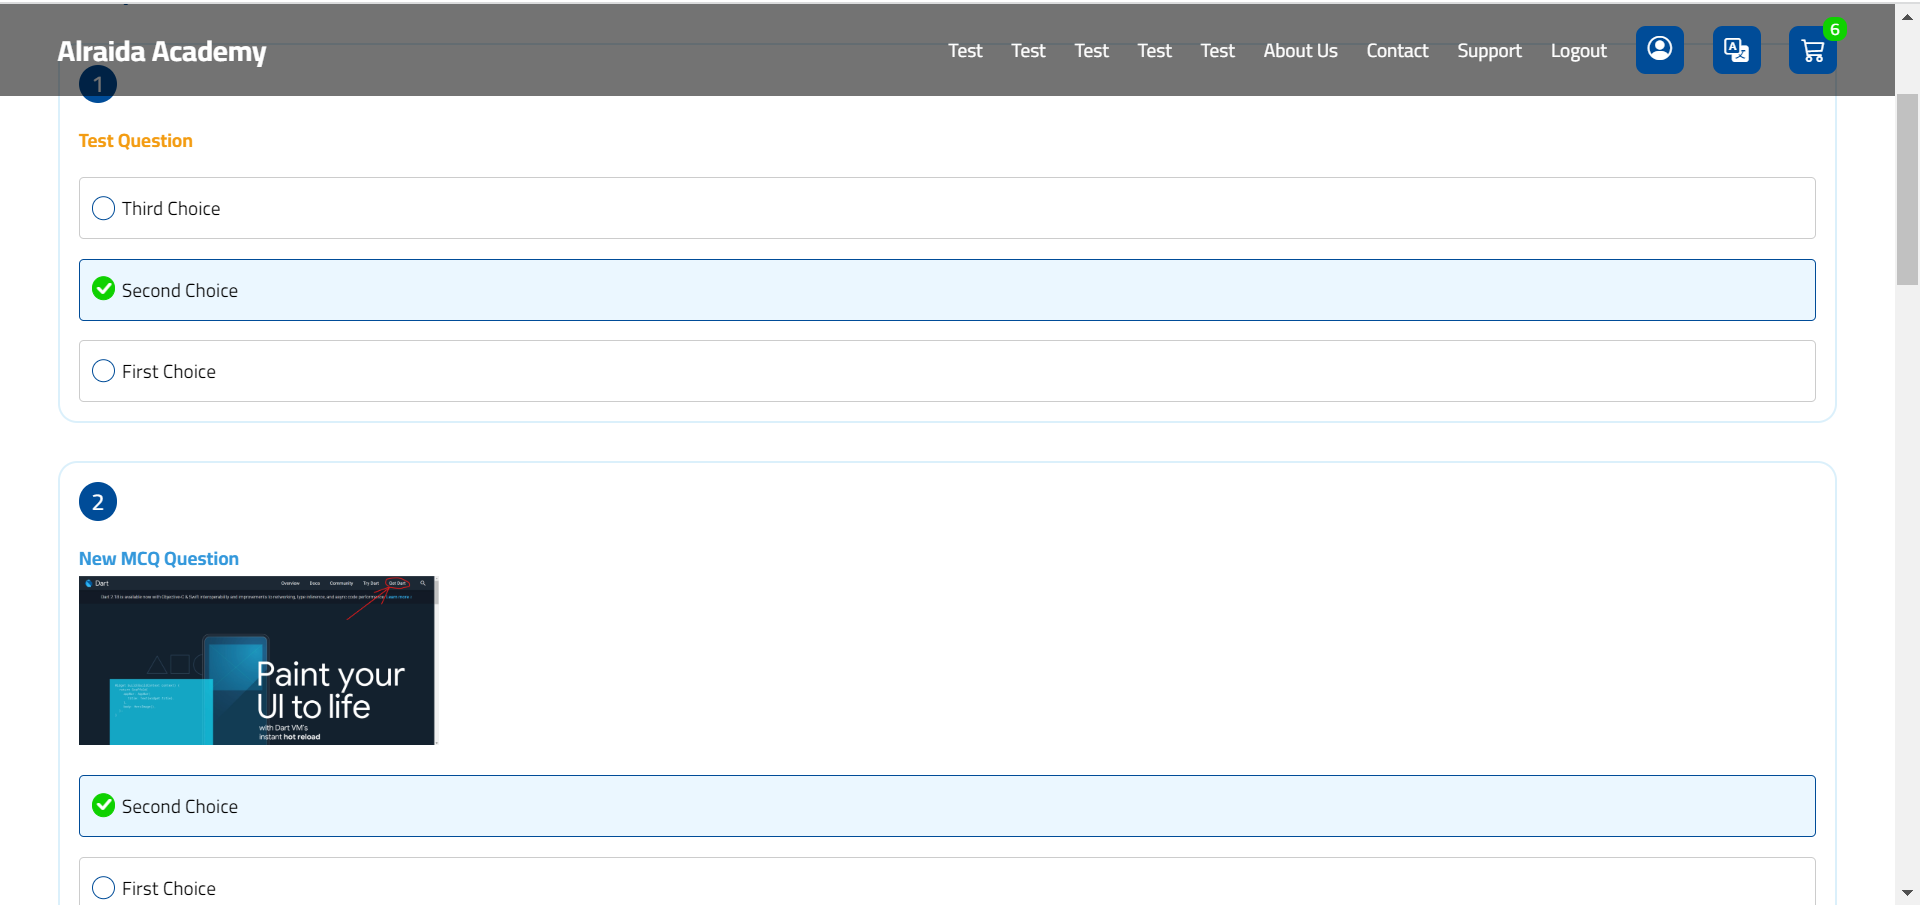 Alraida Academy
Test Test Test Test Test About Us Contact Support Logout 6
1
Test Question
Third Choice
Second Choice
First Choice
2
New MCQ Question
Dart Overview Docs Community Try Dart Get Dart
Paint your
UI to life
with Dart VM's
instant hot reload
Second Choice
First Choice